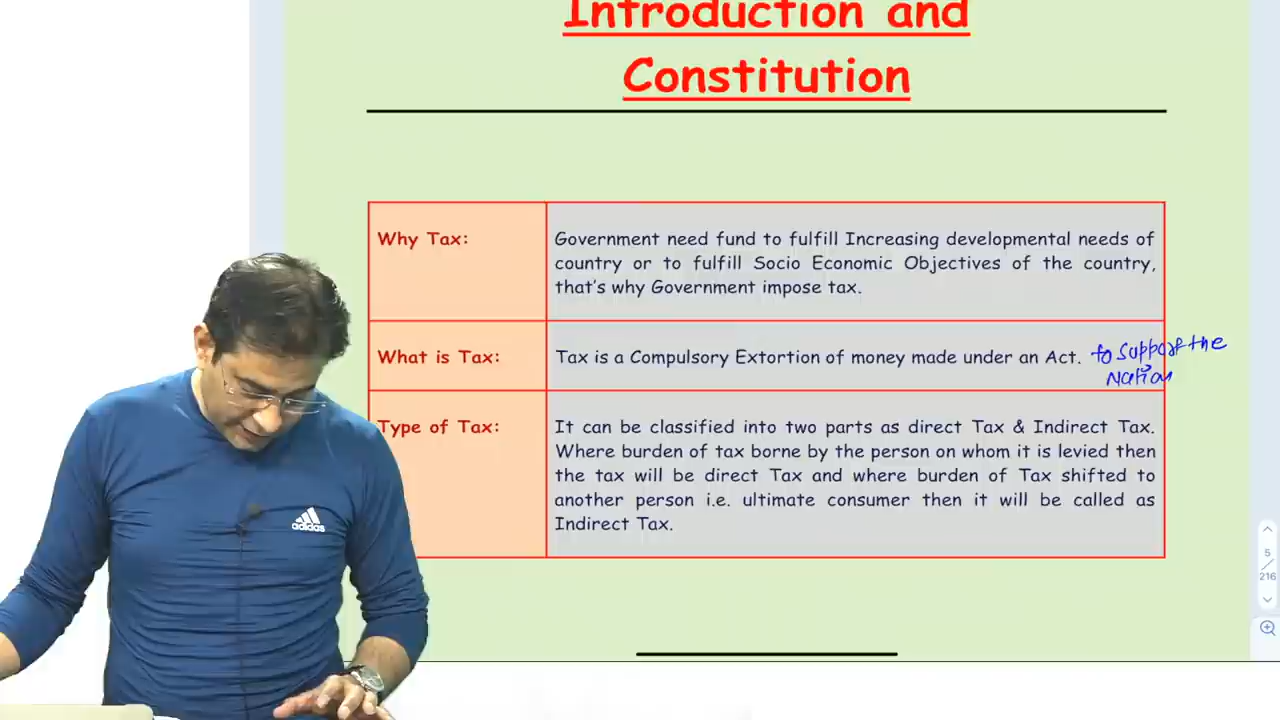 Introduction and
Constitution
Why Tax:
Government need fund to fulfill Increasing developmental needs of
country or to fulfill Socio Economic Objectives of the country,
that's why Government impose tax.
What is Tax:
Tax is a Compulsory Extortion of money made under an Act. to support the
Nation
Type of Tax:
It can be classified into two parts as direct Tax & Indirect Tax.
Where burden of tax borne by the person on whom it is levied then
the tax will be direct Tax and where burden of Tax shifted to
another person i.e. ultimate consumer then it will be called as
Indirect Tax.
adidas
5
/
216